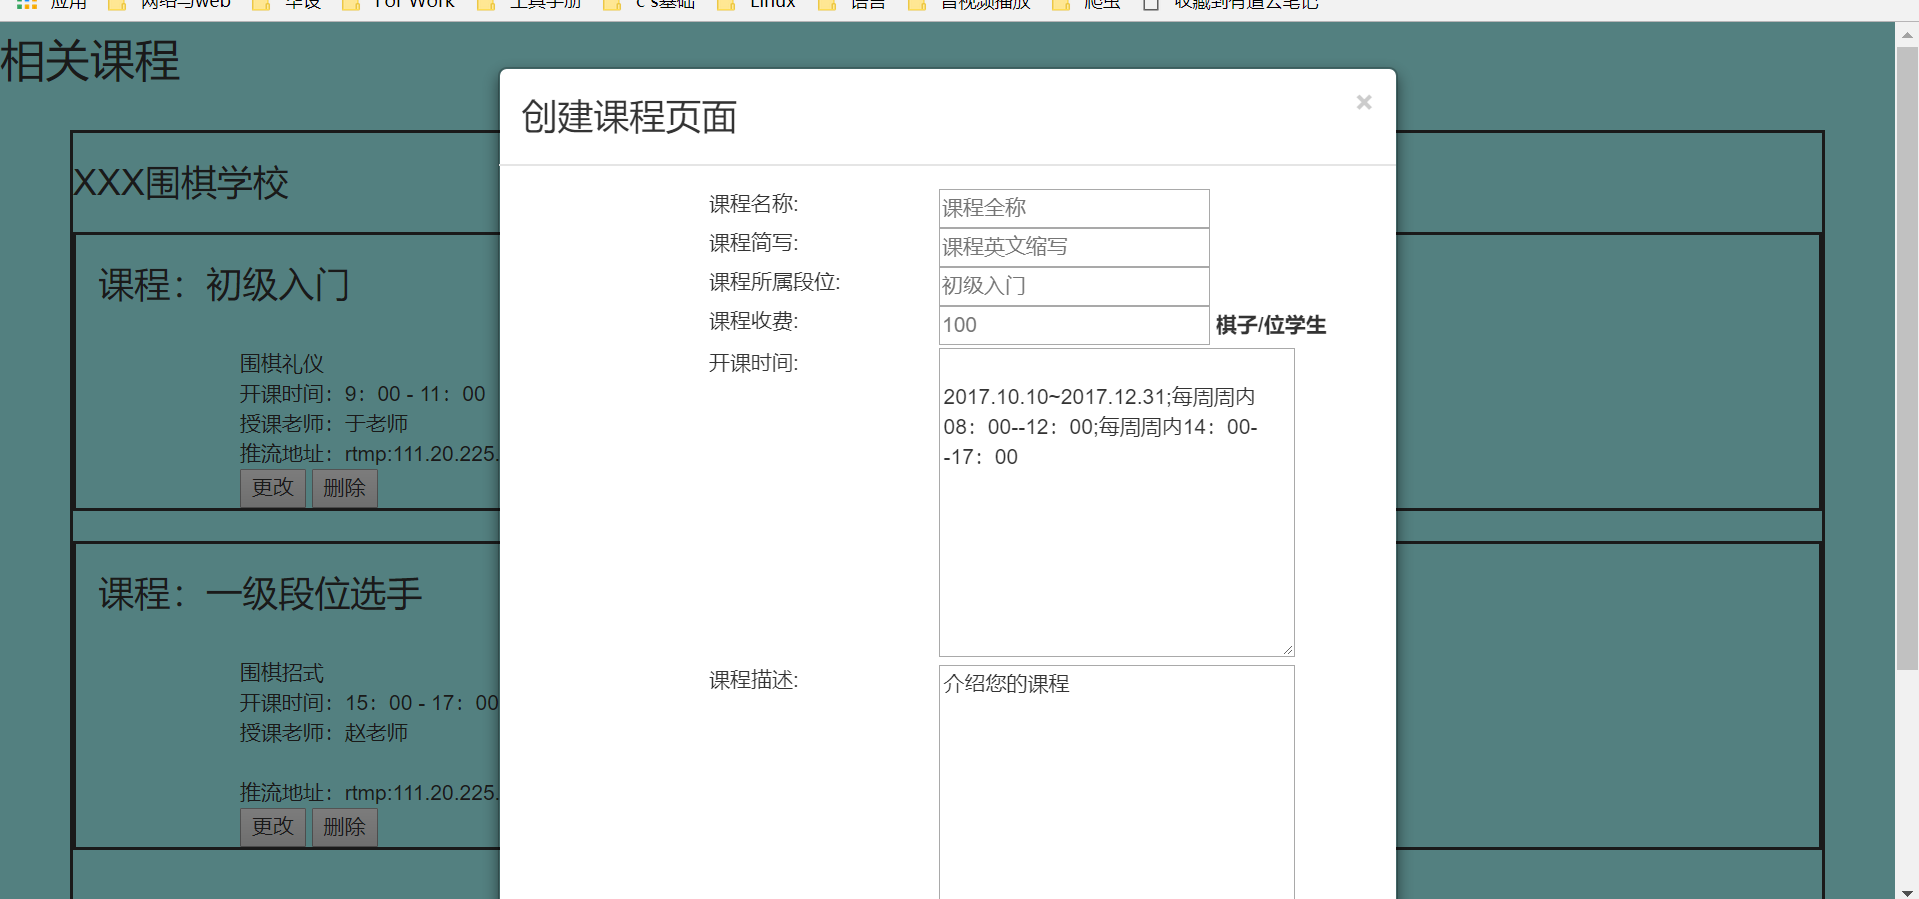 应用 网络与web 毕设 For Work 工具手册 c s基础 Linux 语言 音视频播放 爬虫 收藏到有道云笔记
相关课程
XXX围棋学校
课程：初级入门
围棋礼仪
开课时间：9：00 - 11：00
授课老师：于老师
推流地址：rtmp:111.20.225.
更改 删除
课程：一级段位选手
围棋招式
开课时间：15：00 - 17：00
授课老师：赵老师
推流地址：rtmp:111.20.225.
更改 删除
创建课程页面 ×
课程名称: 课程全称
课程简写: 课程英文缩写
课程所属段位: 初级入门
课程收费: 100 棋子/位学生
开课时间:
2017.10.10~2017.12.31;每周周内
08：00--12：00;每周周内14：00-
-17：00
课程描述: 介绍您的课程